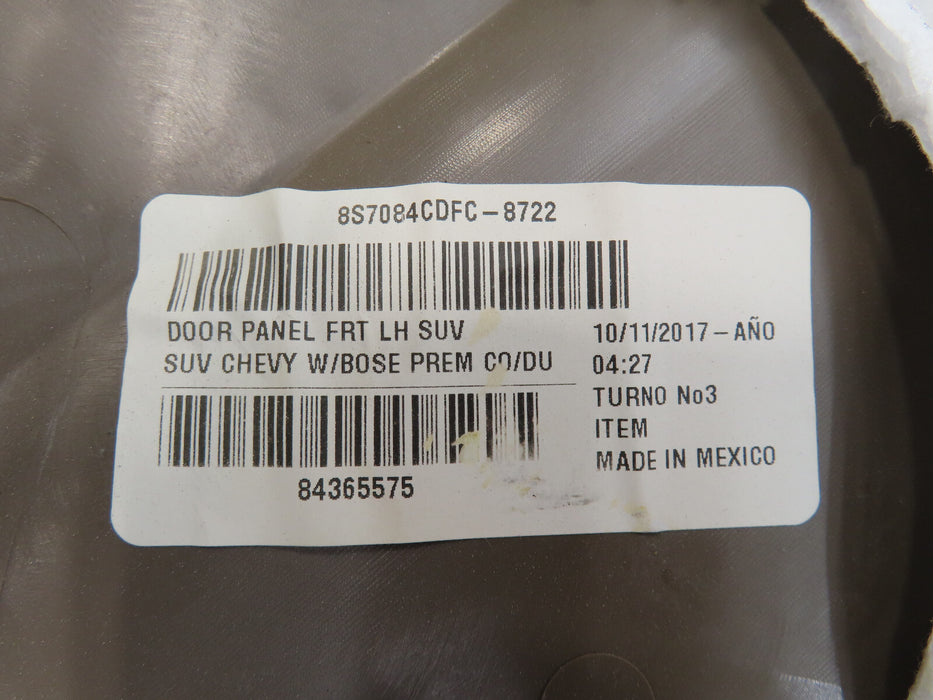 8S7084CDFC-8722
DOOR PANEL FRT LH SUV
SUV CHEVY W/BOSE PREM CO/DU
84365575
10/11/2017-AÑO
04:27
TURNO No3
ITEM
MADE IN MEXICO